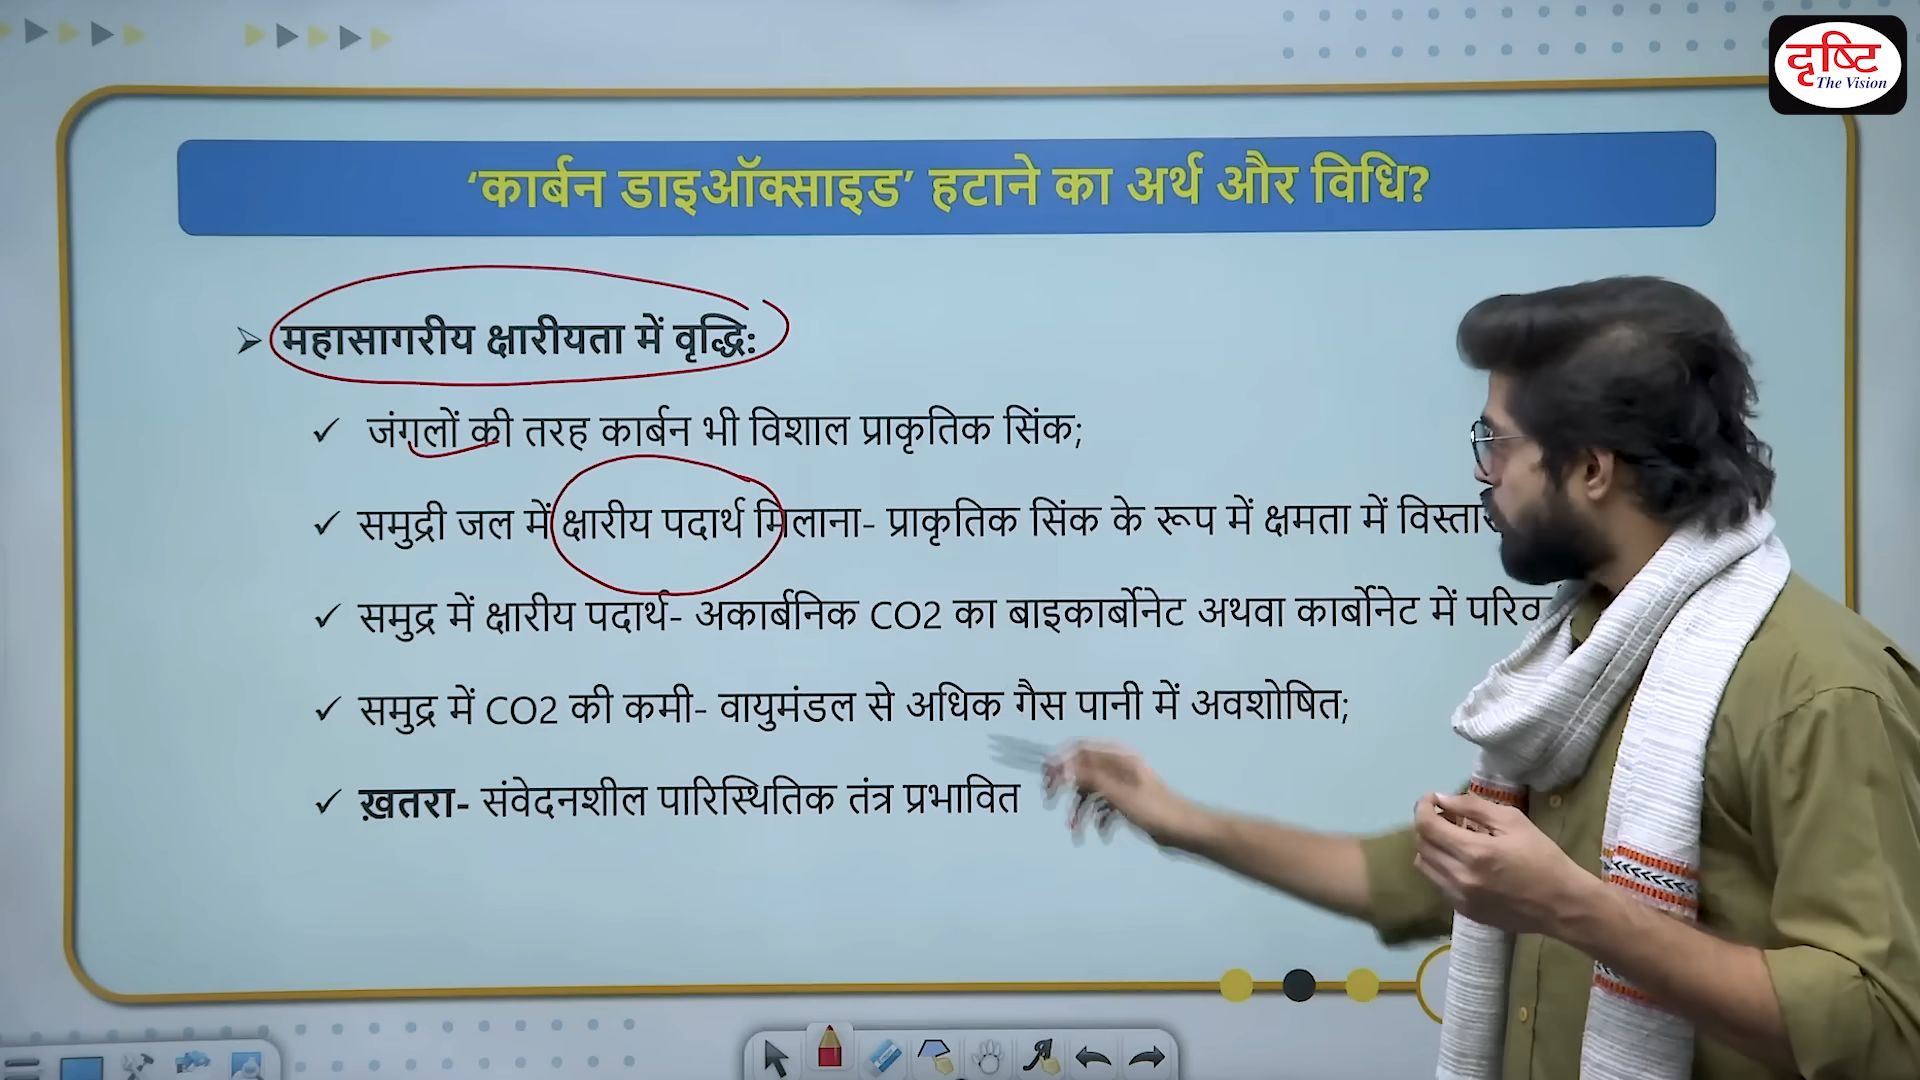 दृष्टि
The Vision
‘कार्बन डाइऑक्साइड’ हटाने का अर्थ और विधि?
महासागरीय क्षारीयता में वृद्धि:
जंगलों की तरह कार्बन भी विशाल प्राकृतिक सिंक;
समुद्री जल में क्षारीय पदार्थ मिलाना- प्राकृतिक सिंक के रूप में क्षमता में
समुद्र में क्षारीय पदार्थ- अकार्बनिक CO2 का बाइकार्बोनेट अथवा कार्बोनेट में
समुद्र में CO2 की कमी- वायुमंडल से अधिक गैस पानी में अवशोषित;
ख़तरा- संवेदनशील पारिस्थितिक तंत्र प्रभावित